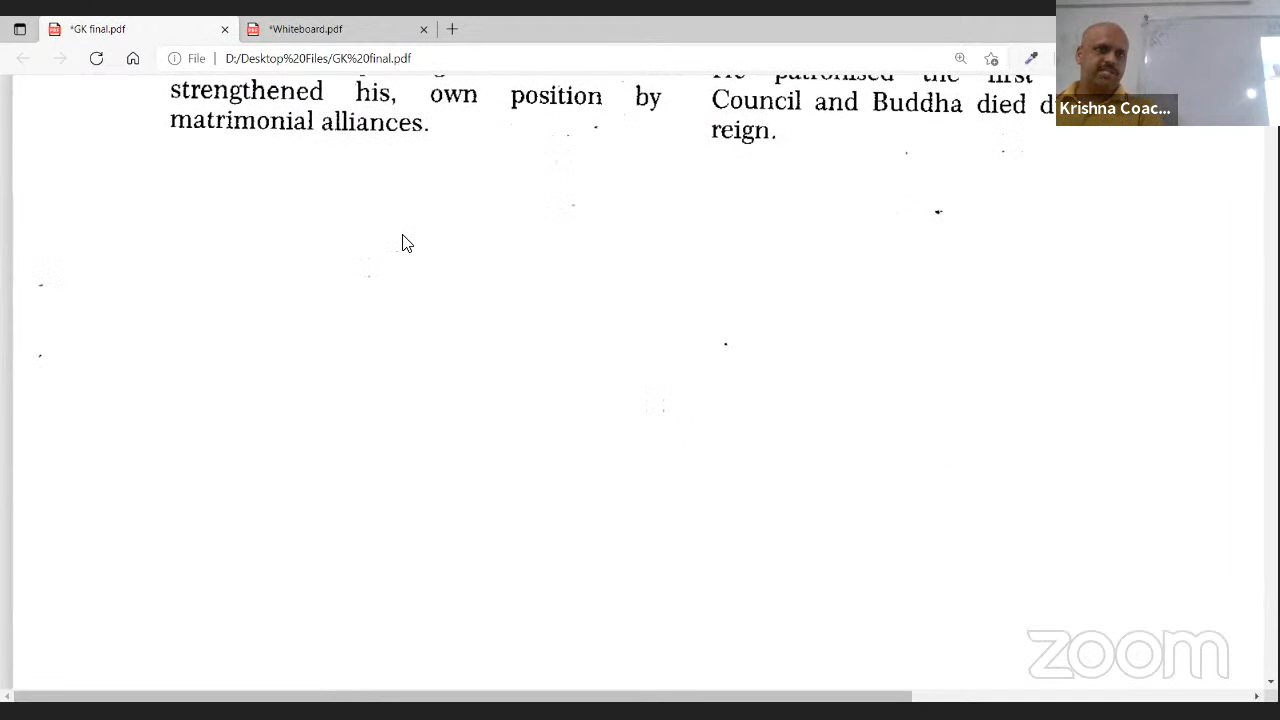 *GK final.pdf
*Whiteboard.pdf
File
D:/Desktop%20Files/GK%20final.pdf
strengthened his, own position by
matrimonial alliances.
He patronised the first
Council and Buddha died
reign.
Krishna Coac...
zoom